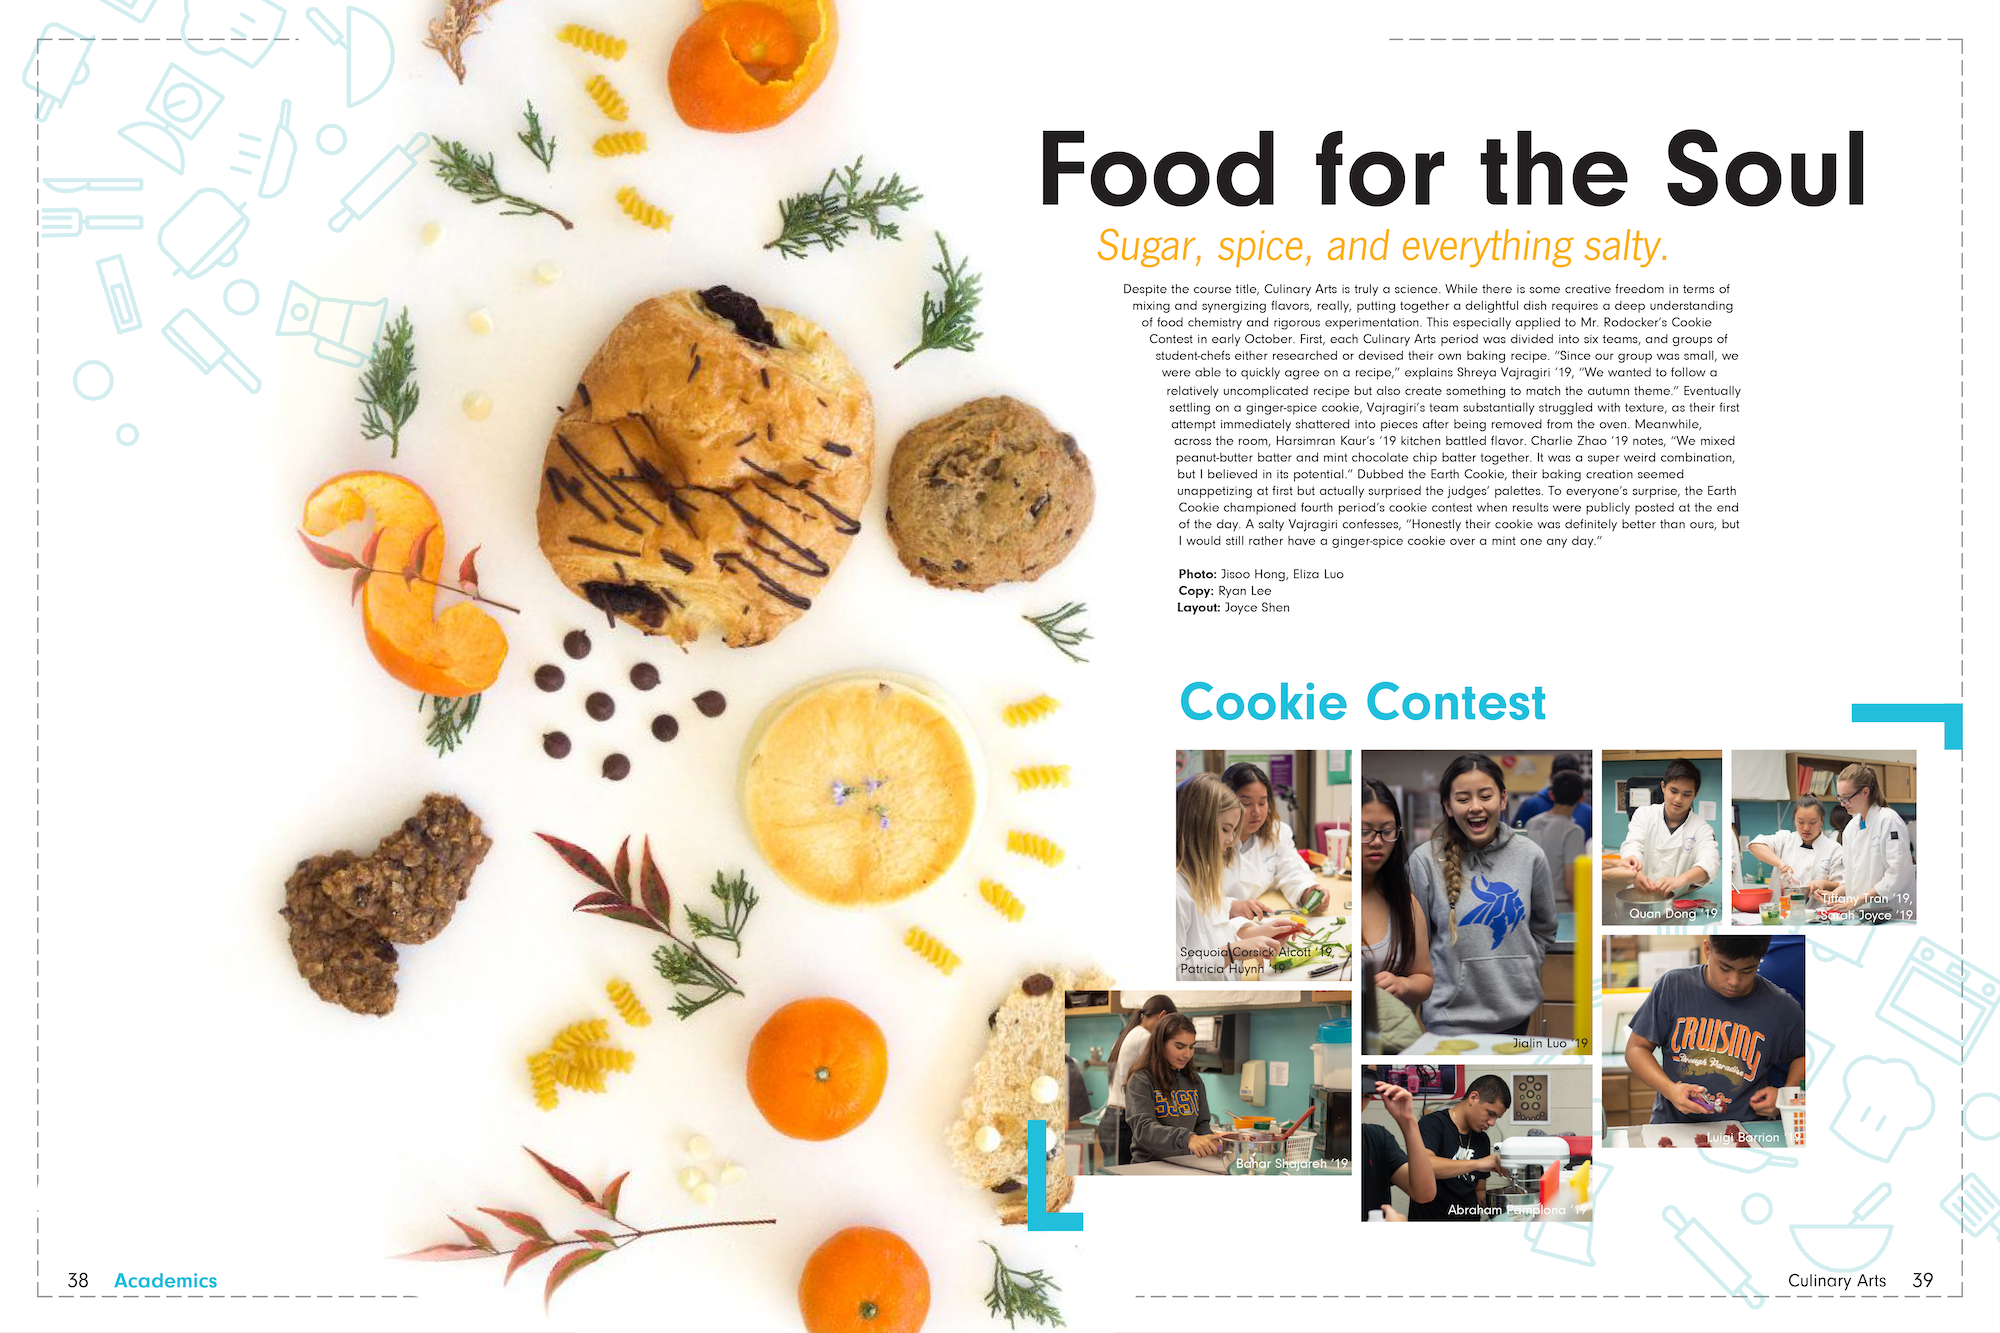 Food for the Soul
Sugar, spice, and everything salty.
Despite the course title, Culinary Arts is truly a science. While there is some creative freedom in terms of
mixing and synergizing flavors, really, putting together a delightful dish requires a deep understanding
of food chemistry and rigorous experimentation. This especially applied to Mr. Rodocker's Cookie
Contest in early October. First, each Culinary Arts period was divided into six teams, and groups of
student-chefs either researched or devised their own baking recipe. “Since our group was small, we
were able to quickly agree on a recipe,” explains Shreya Vajragiri ’19, “We wanted to follow a
relatively uncomplicated recipe but also create something to match the autumn theme.” Eventually
settling on a ginger-spice cookie, Vajragiri’s team substantially struggled with texture, as their first
attempt immediately shattered into pieces after being removed from the oven. Meanwhile,
across the room, Harsimran Kaur’s ’19 kitchen battled flavor. Charlie Zhao ’19 notes, “We mixed
peanut-butter batter and mint chocolate chip batter together. It was a super weird combination,
but I believed in its potential.” Dubbed the Earth Cookie, their baking creation seemed
unappetizing at first but actually surprised the judges’ palettes. To everyone’s surprise, the Earth
Cookie championed fourth period’s cookie contest when results were publicly posted at the end
of the day. A salty Vajragiri confesses, “Honestly their cookie was definitely better than ours, but
I would still rather have a ginger-spice cookie over a mint one any day.”
Photo: Jisoo Hong, Eliza Luo
Copy: Ryan Lee
Layout: Joyce Shen
Cookie Contest
Sequoia Corsick Alcott ’19,
Patricia Huynh ’19
Jialin Luo ’19
Quan Dong ’19
Tiffany Tran ’19,
Sarah Joyce ’19
SJSU
Bahar Shajareh ’19
Abraham Pamplona ’19
CRUISING
Through Paradise
Luigi Barrion ’19
38 Academics
Culinary Arts 39